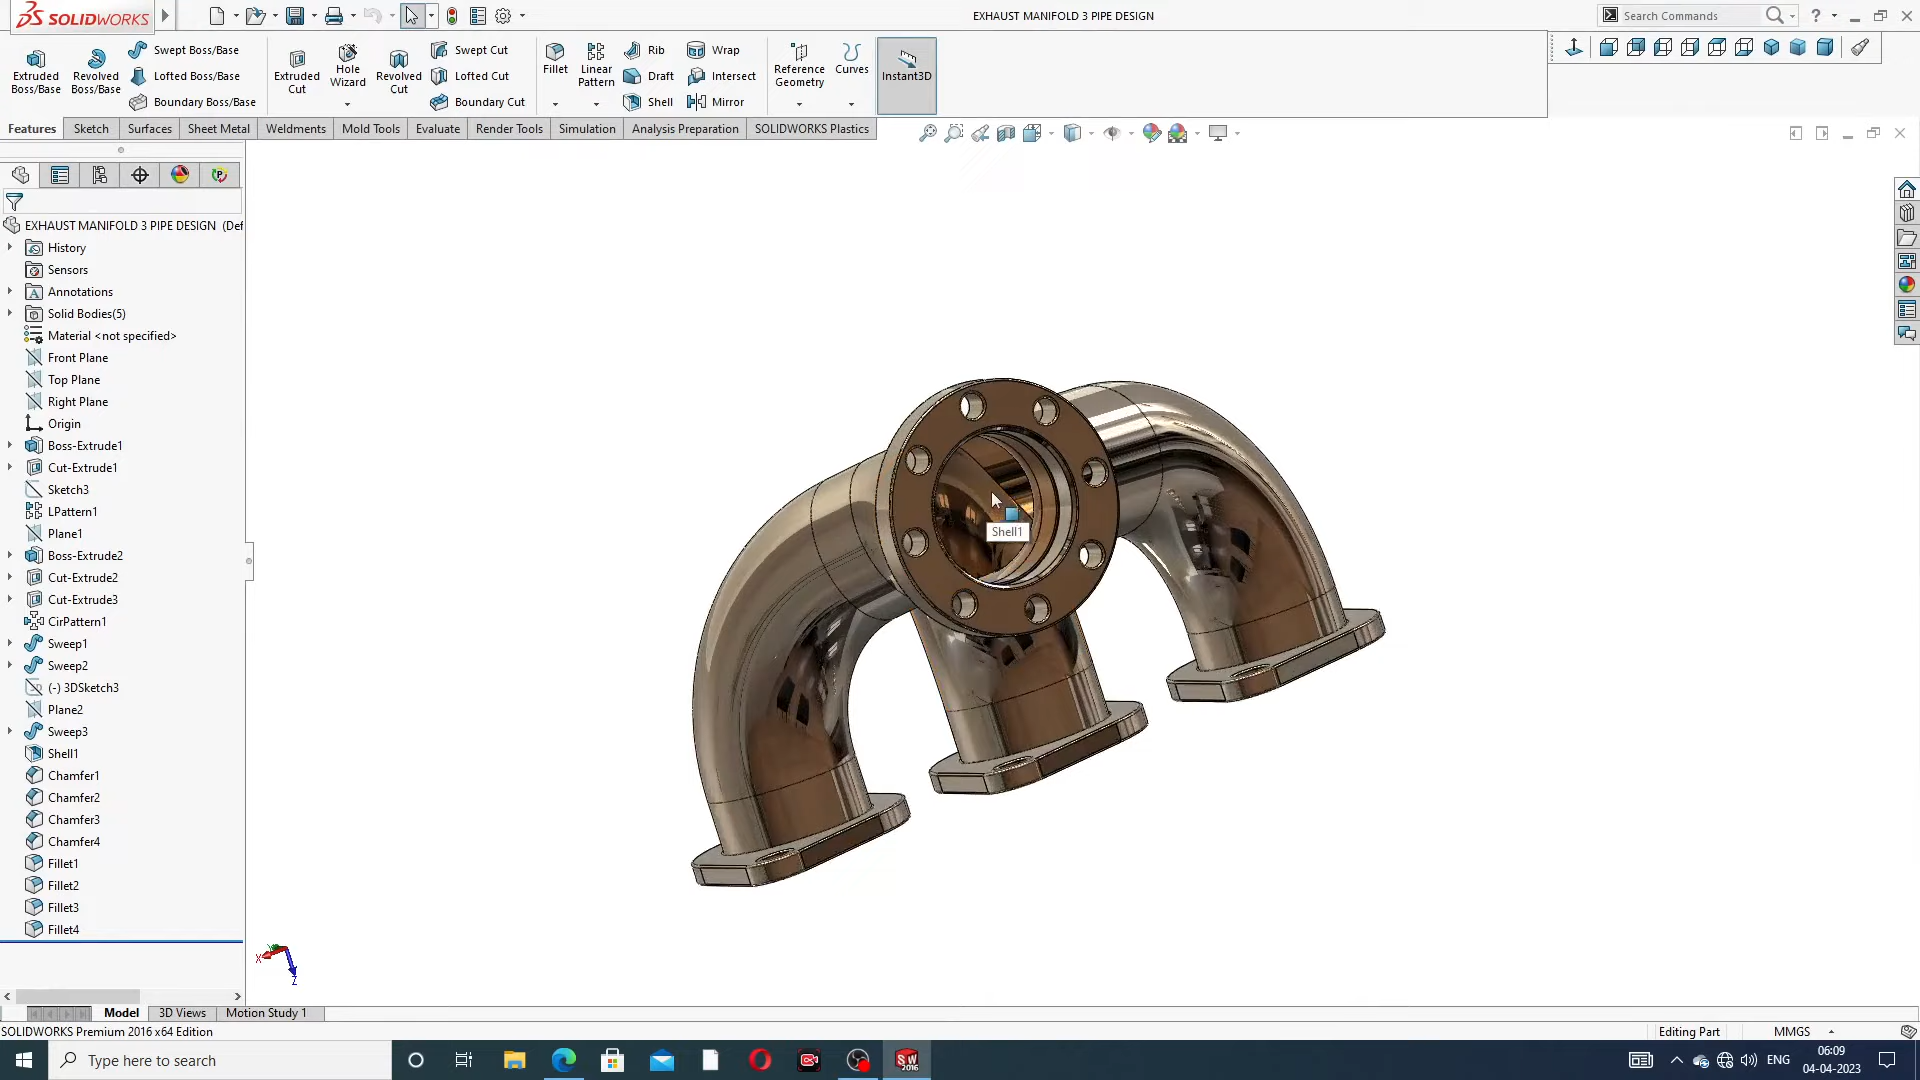 SOLIDWORKS
EXHAUST MANIFOLD 3 PIPE DESIGN
Search Commands
?
Extruded Boss/Base
Revolved Boss/Base
Swept Boss/Base
Lofted Boss/Base
Boundary Boss/Base
Extruded Cut
Hole Wizard
Revolved Cut
Swept Cut
Lofted Cut
Boundary Cut
Fillet
Linear Pattern
Rib
Draft
Shell
Wrap
Intersect
Mirror
Reference Geometry
Curves
Instant3D
Features
Sketch
Surfaces
Sheet Metal
Weldments
Mold Tools
Evaluate
Render Tools
Simulation
Analysis Preparation
SOLIDWORKS Plastics
EXHAUST MANIFOLD 3 PIPE DESIGN (Def
History
Sensors
Annotations
Solid Bodies(5)
Material <not specified>
Front Plane
Top Plane
Right Plane
Origin
Boss-Extrude1
Cut-Extrude1
Sketch3
LPattern1
Plane1
Boss-Extrude2
Cut-Extrude2
Cut-Extrude3
CirPattern1
Sweep1
Sweep2
(-) 3DSketch3
Plane2
Sweep3
Shell1
Chamfer1
Chamfer2
Chamfer3
Chamfer4
Fillet1
Fillet2
Fillet3
Fillet4
Shell1
X
Z
Model
3D Views
Motion Study 1
SOLIDWORKS Premium 2016 x64 Edition
Editing Part
MMGS
Type here to search
SW
2016
ENG
06:09
04-04-2023